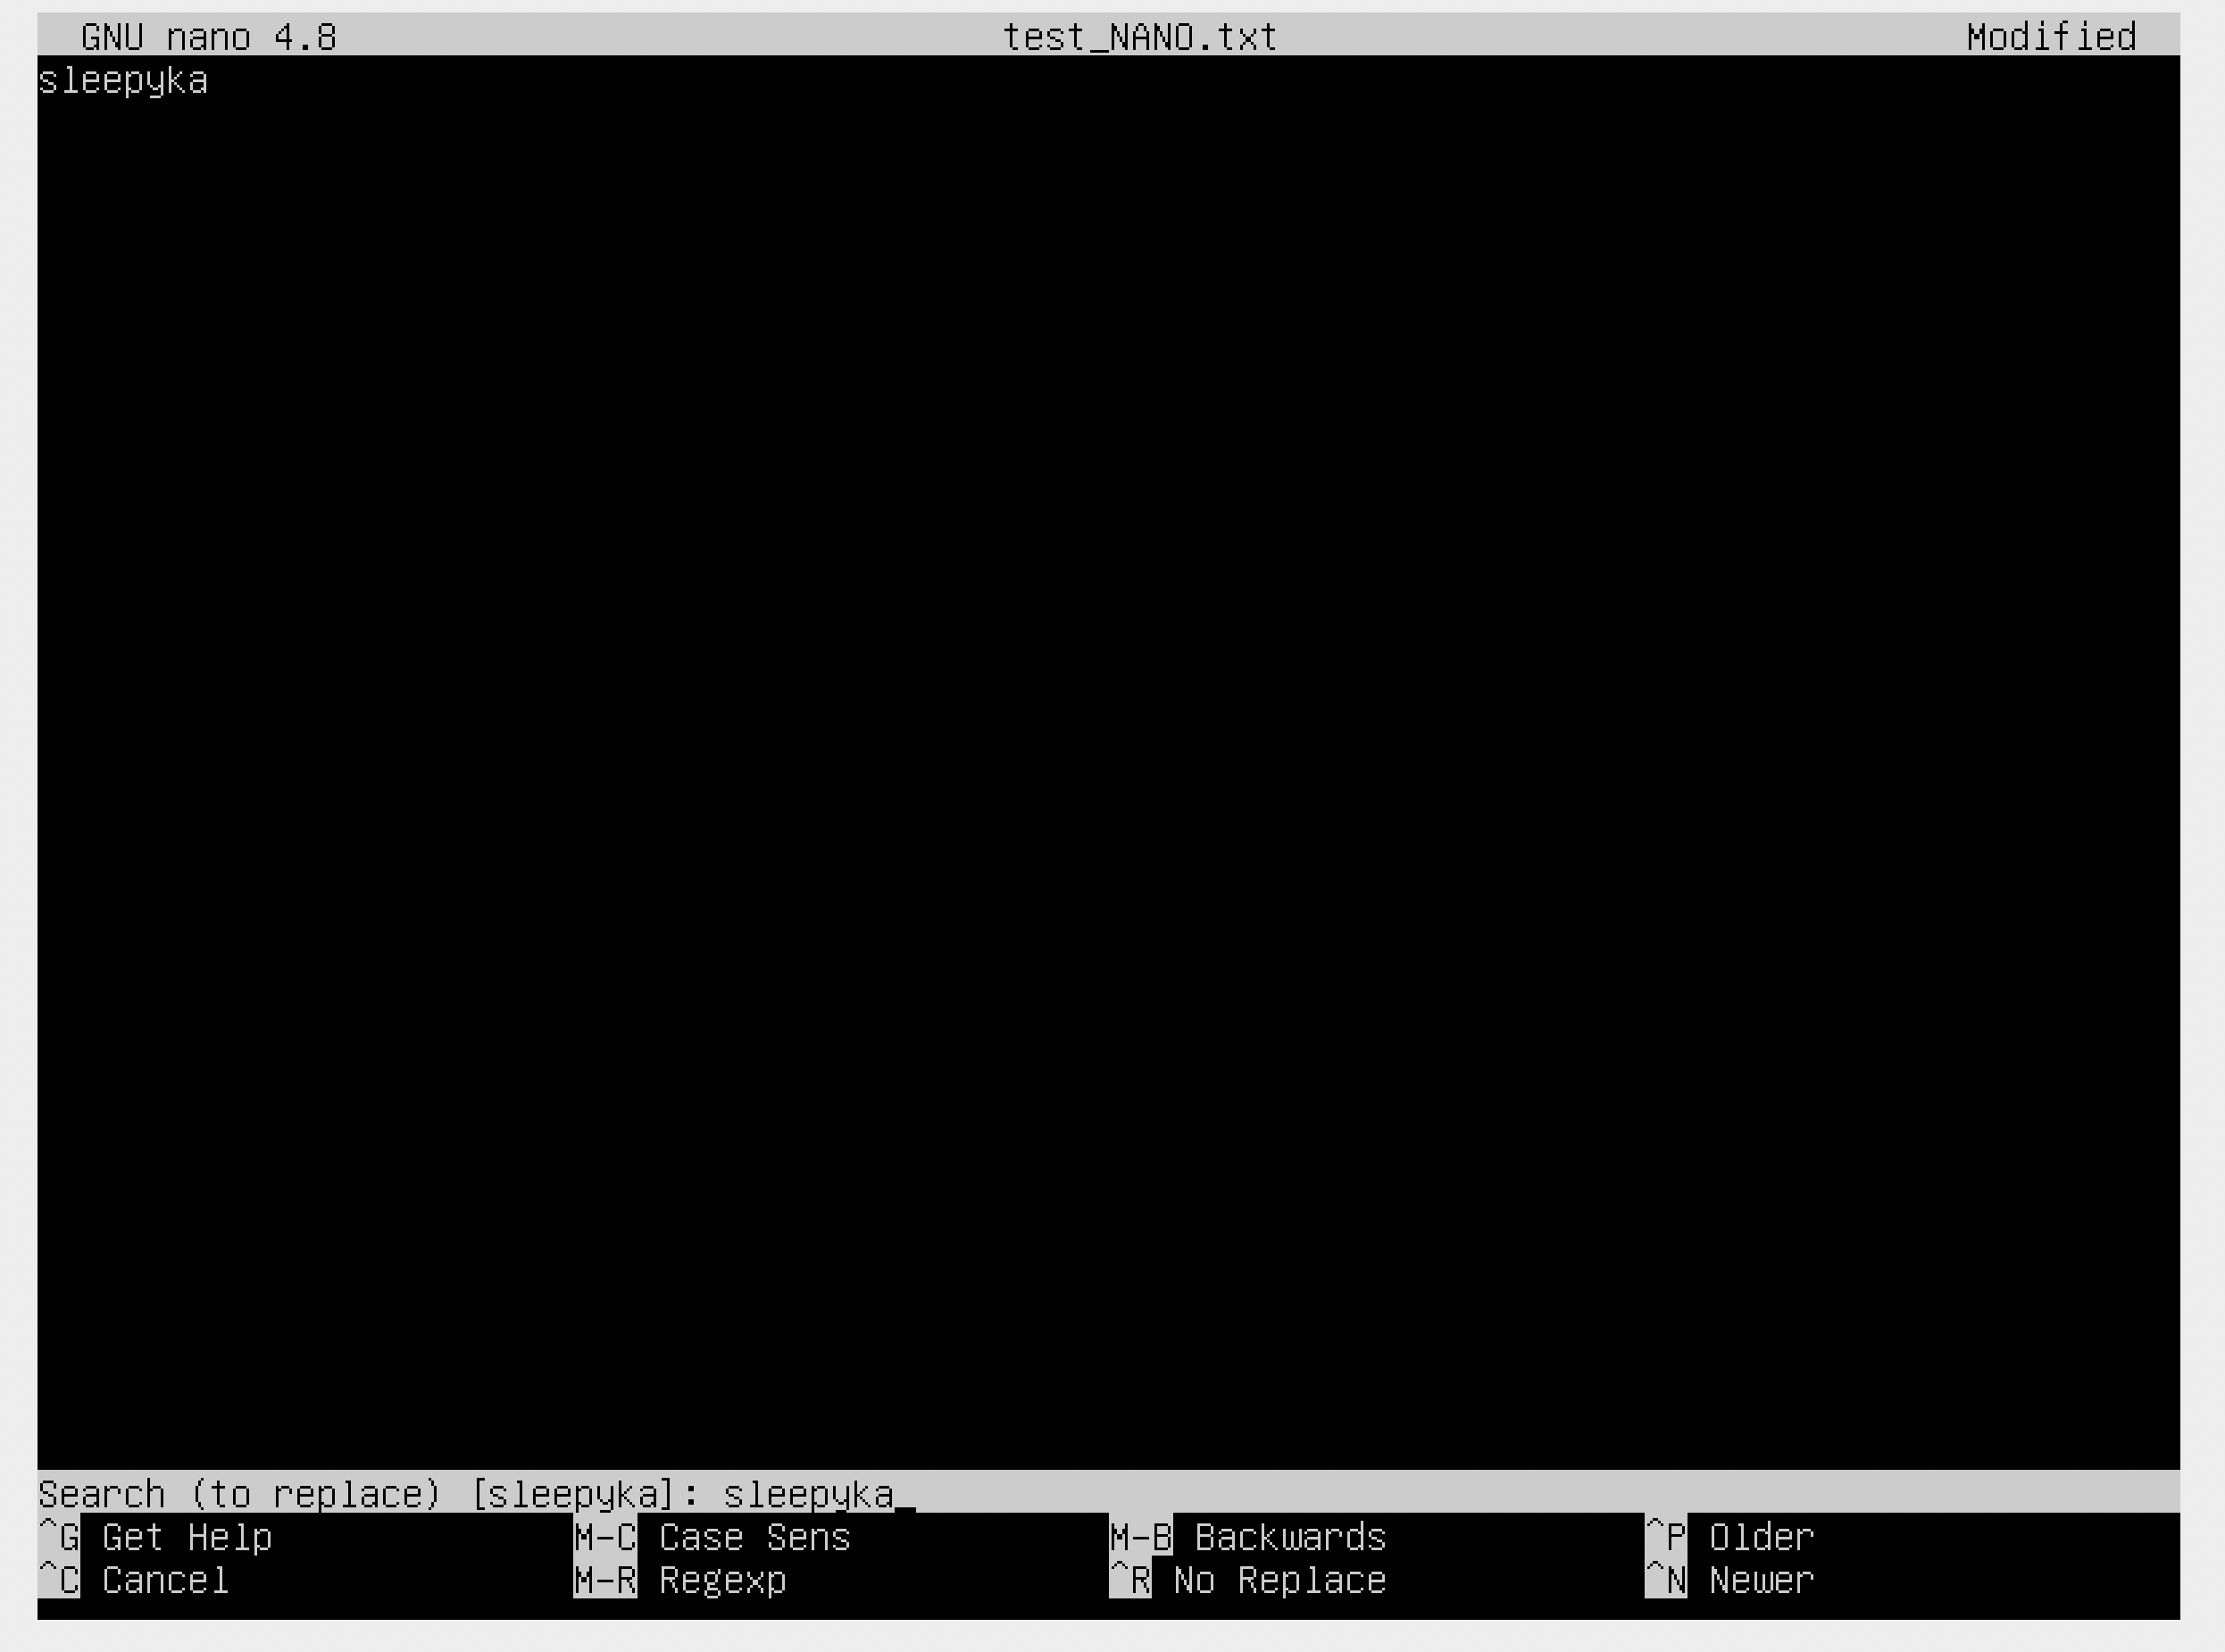 GNU nano 4.8 test_NANO.txt Modified
sleepyka
Search (to replace) [sleepyka]: sleepyka_
^G Get Help M-C Case Sens M-B Backwards ^P Older
^C Cancel M-R Regexp ^R No Replace ^N Newer